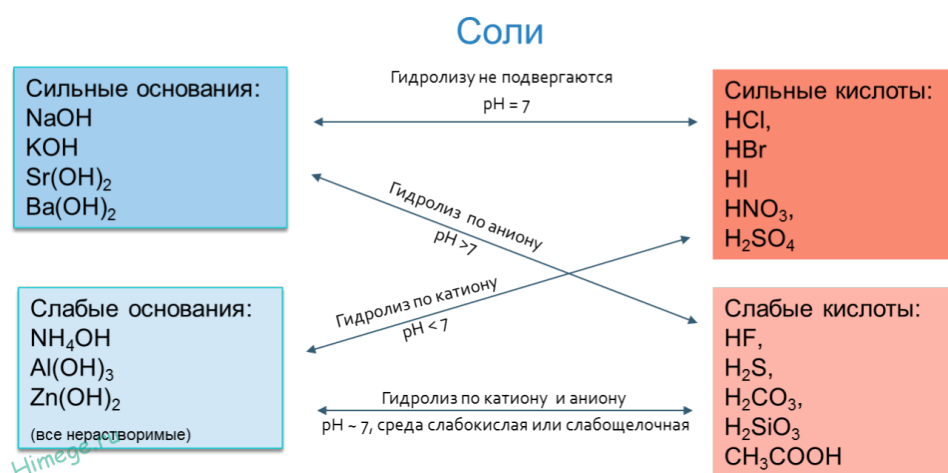 Соли
Сильные основания:
NaOH
KOH
Sr(OH)₂
Ba(OH)₂
Гидролизу не подвергаются
pH = 7
Сильные кислоты:
HCl,
HBr
HI
HNO₃,
H₂SO₄
Гидролиз по аниону
pH >7
Гидролиз по катиону
pH < 7
Слабые основания:
NH₄OH
Al(OH)₃
Zn(OH)₂
(все нерастворимые)
Гидролиз по катиону и аниону
pH ~ 7, среда слабокислая или слабощелочная
Слабые кислоты:
HF,
H₂S,
H₂CO₃,
H₂SiO₃
CH₃COOH
Himege.ru